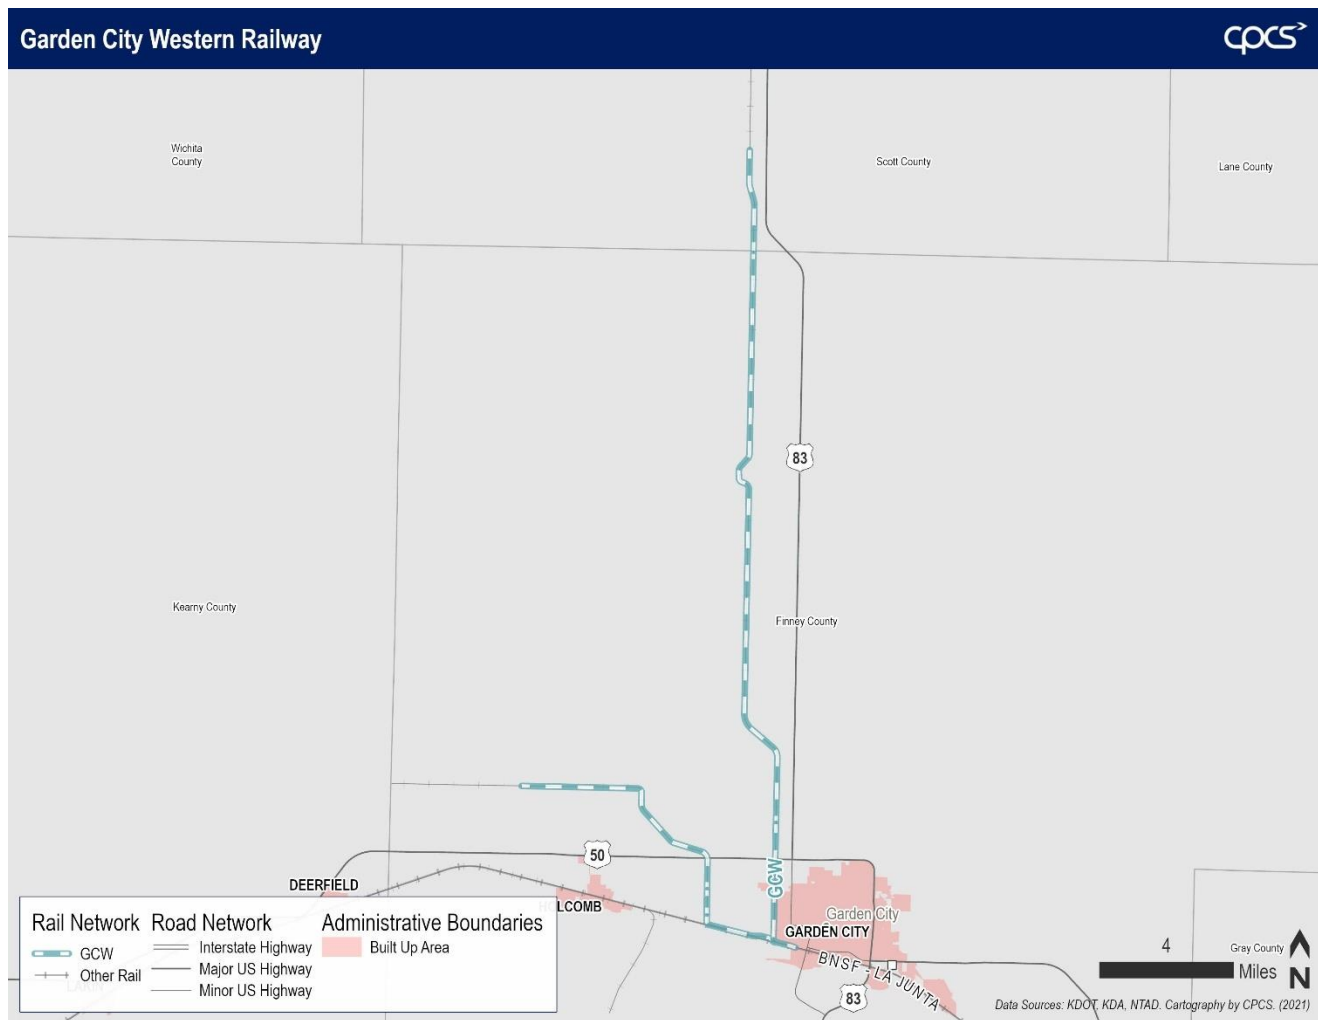 Garden City Western Railway
cpcs
Wichita
County
Scott County
Lane County
83
Kearny County
Finney County
50
DEERFIELD
HOLCOMB
GCW
Garden City
GARDEN CITY
BNSF - LA JUNTA
83
Gray County
4
Miles
N
Rail Network
GCW
Other Rail
Road Network
Interstate Highway
Major US Highway
Minor US Highway
Administrative Boundaries
Built Up Area
LAKIN
Data Sources: KDOT, KDA, NTAD. Cartography by CPCS. (2021)